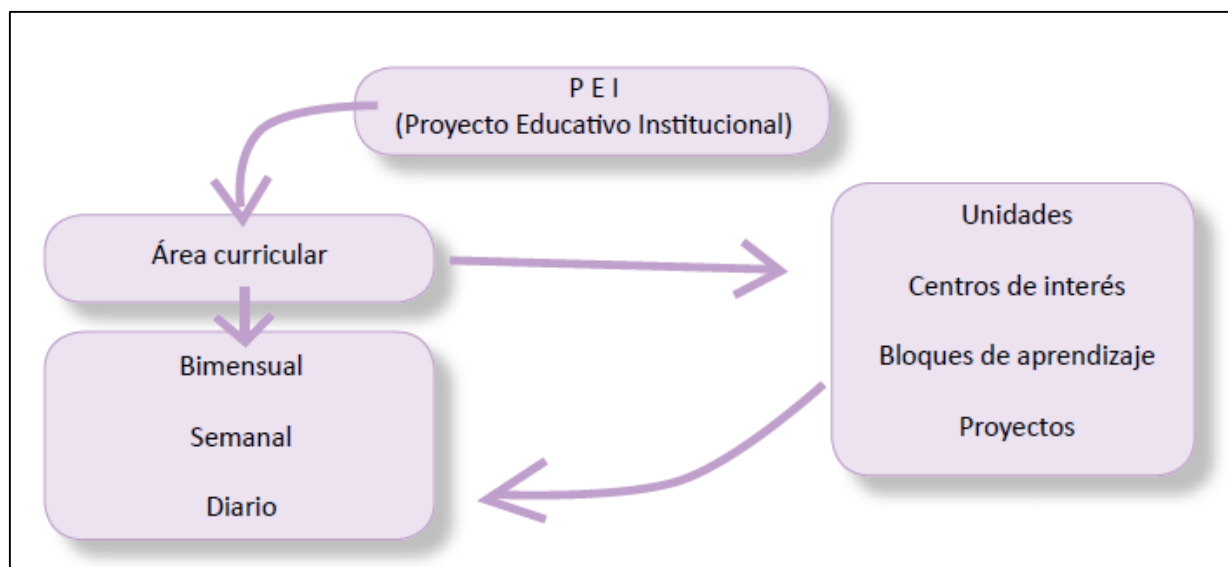 P E I
(Proyecto Educativo Institucional)
Área curricular
Bimensual
Semanal
Diario
Unidades
Centros de interés
Bloques de aprendizaje
Proyectos